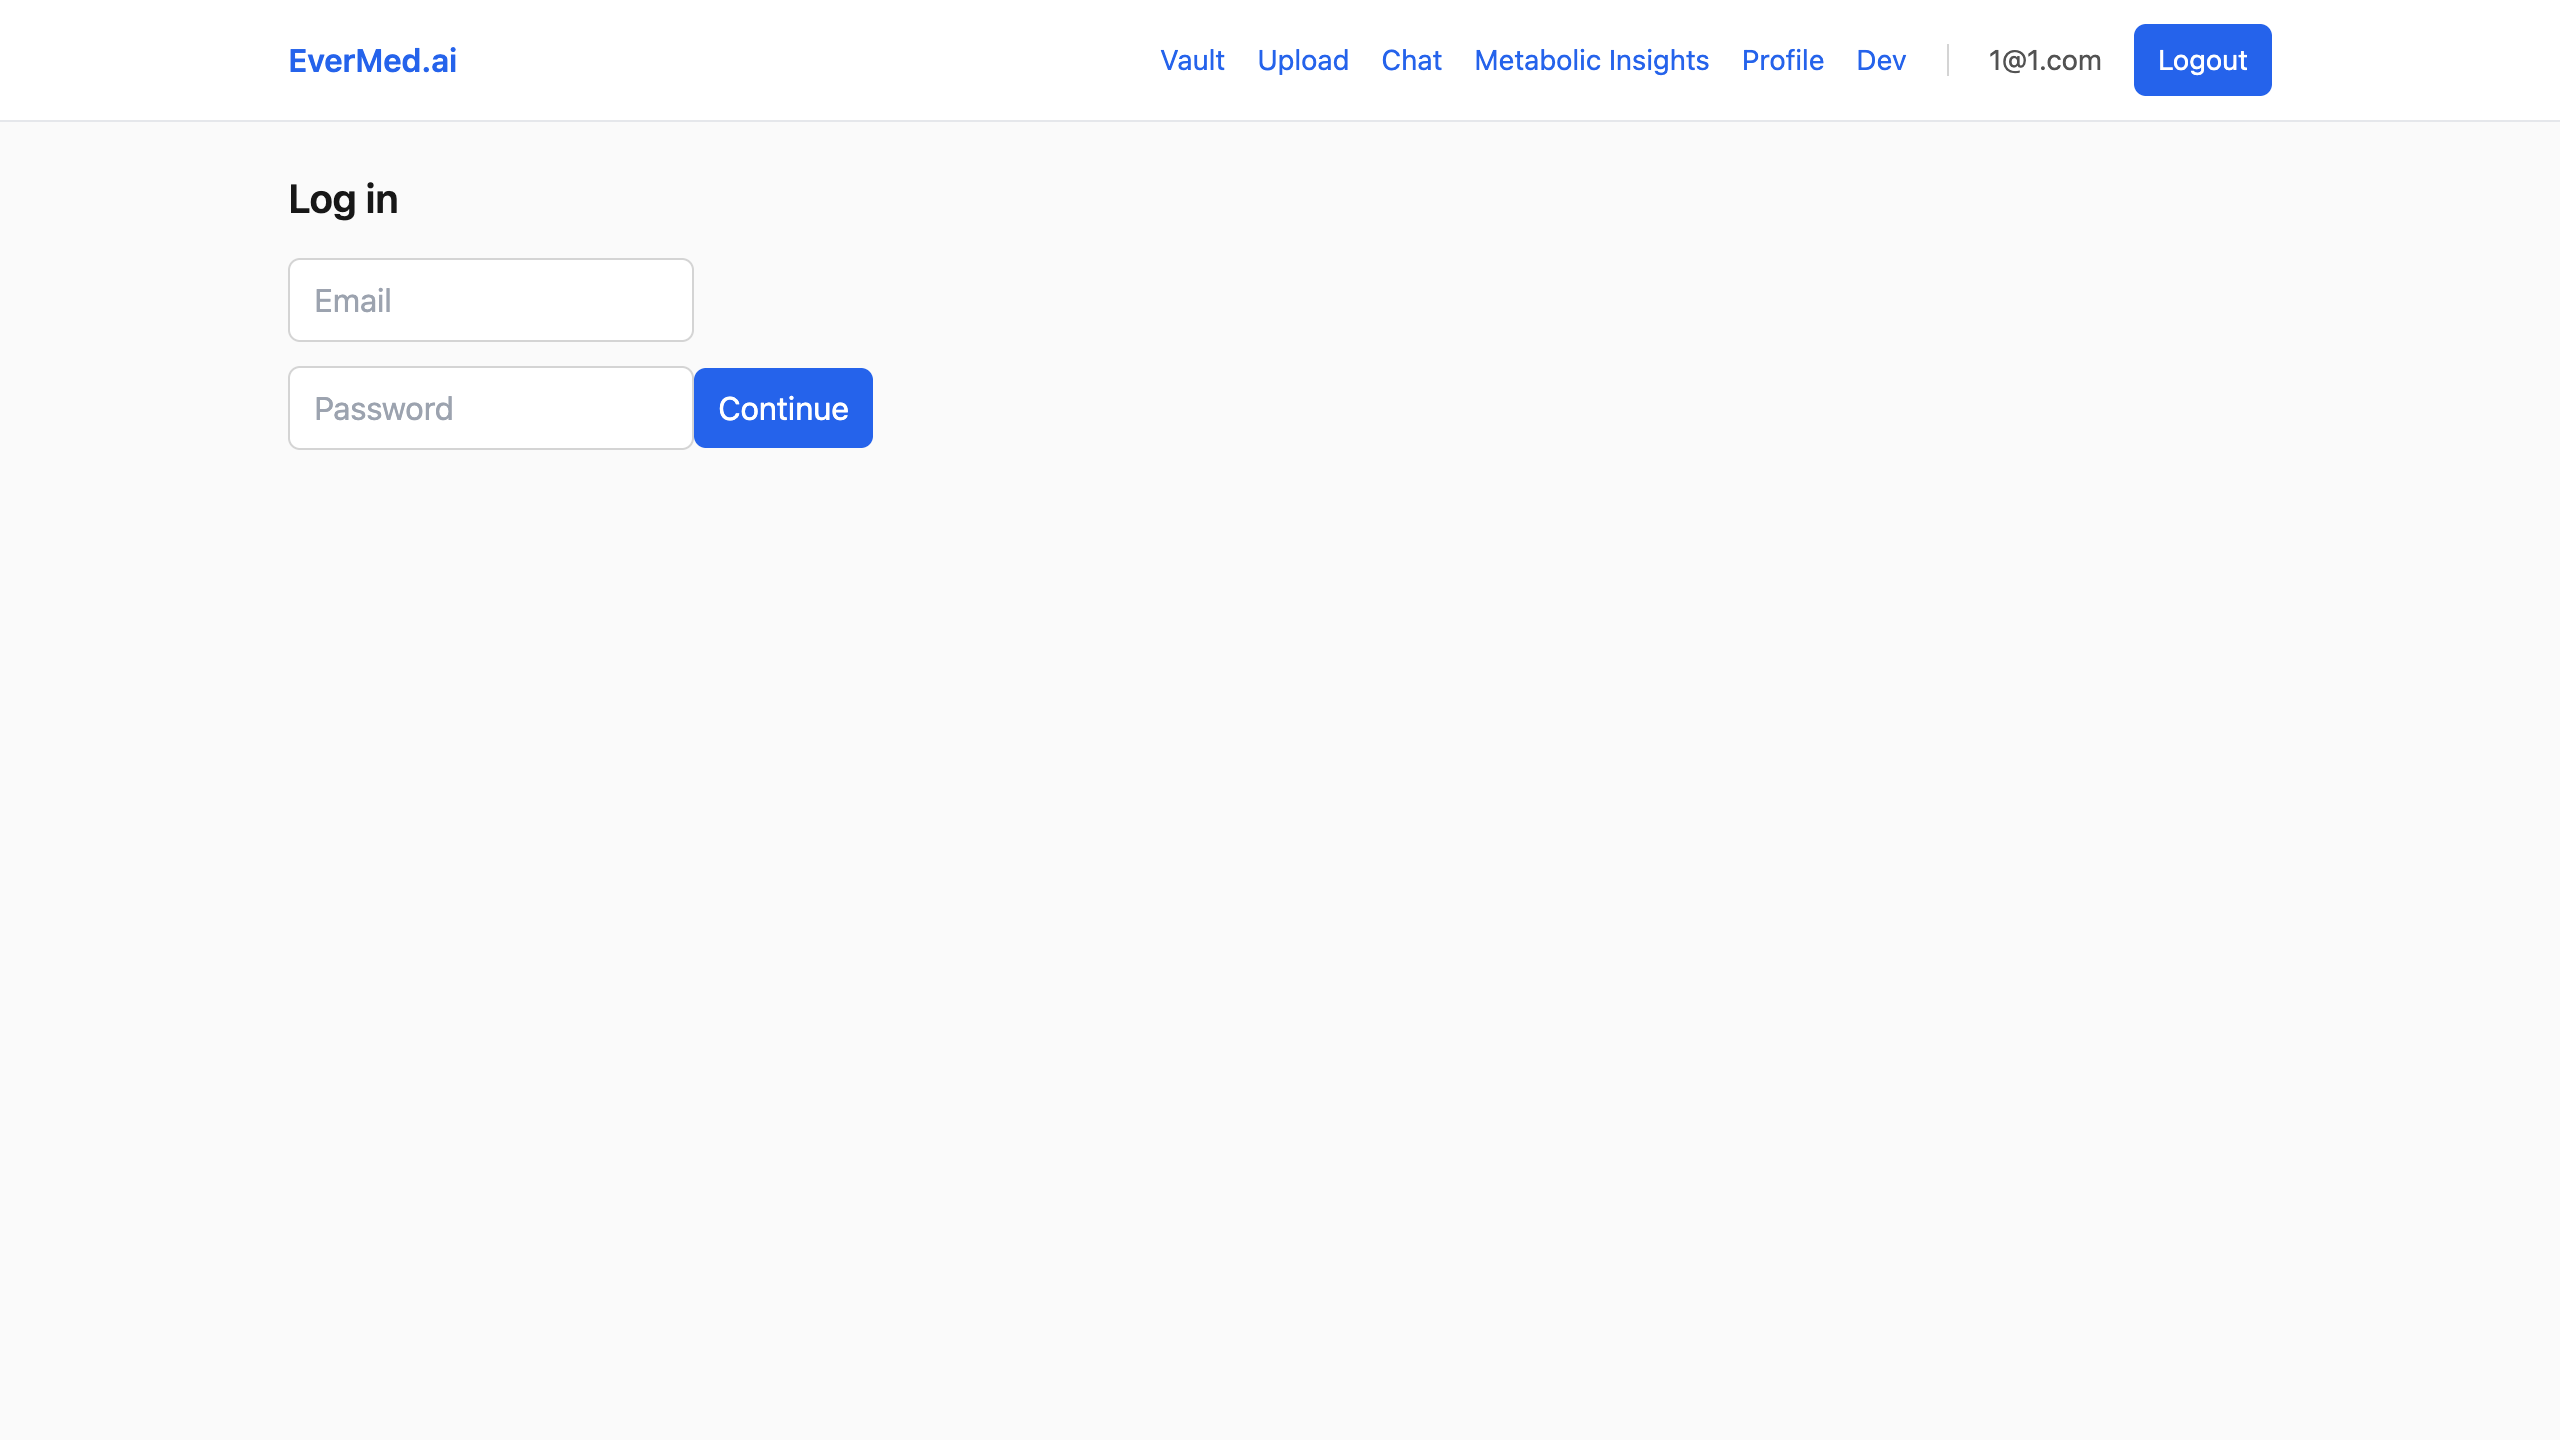 EverMed.ai Vault Upload Chat Metabolic Insights Profile Dev 1@1.com Logout
Log in
Email
Password Continue